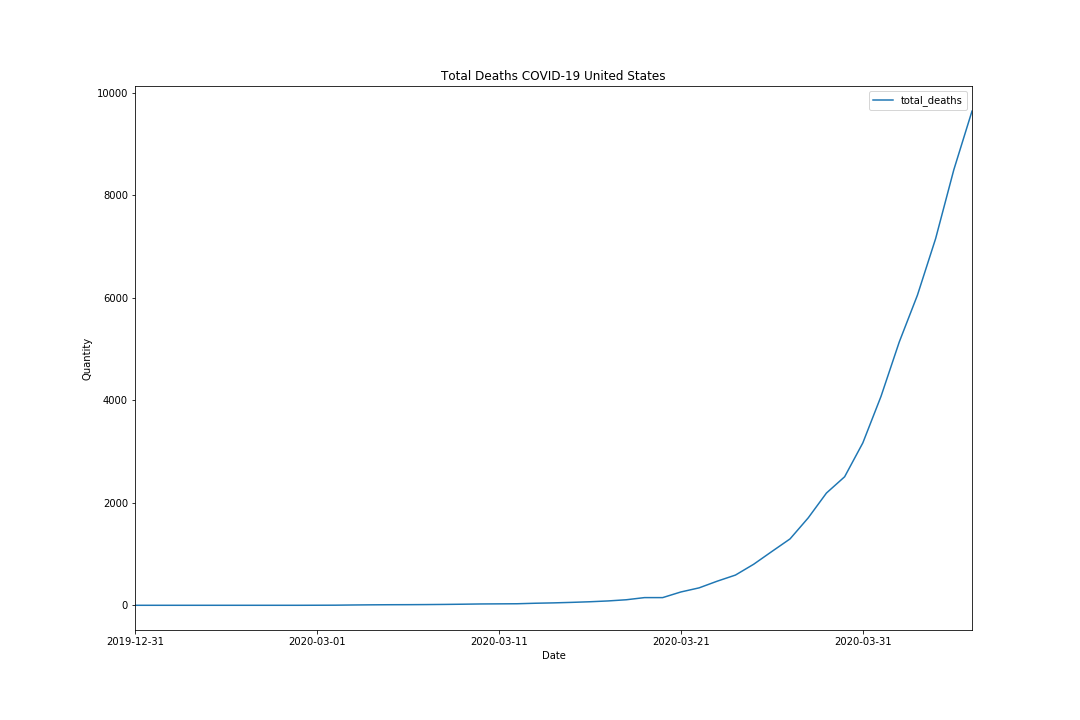 Total Deaths COVID-19 United States
total_deaths
10000
8000
6000
4000
2000
0
Quantity
2019-12-31 2020-03-01 2020-03-11 2020-03-21 2020-03-31
Date